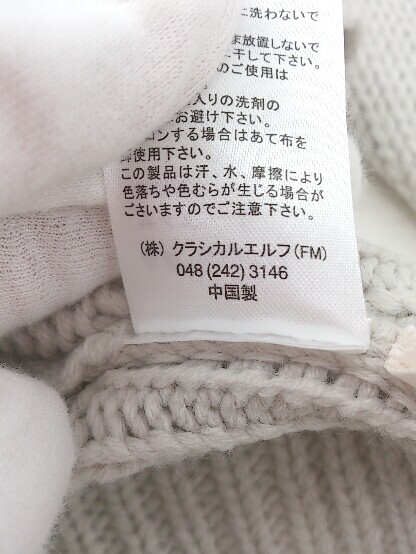 に洗わないで
ま放置しないで
に干して下さい。
のご使用は
。
入りの洗剤の
お避け下さい。
ロンする場合はあて布を
使用下さい。
この製品は汗、水、摩擦により
色落ちや色むらが生じる場合が
ございますのでご注意下さい。
(株) クラシカルエルフ(FM)
048 (242) 3146
中国製